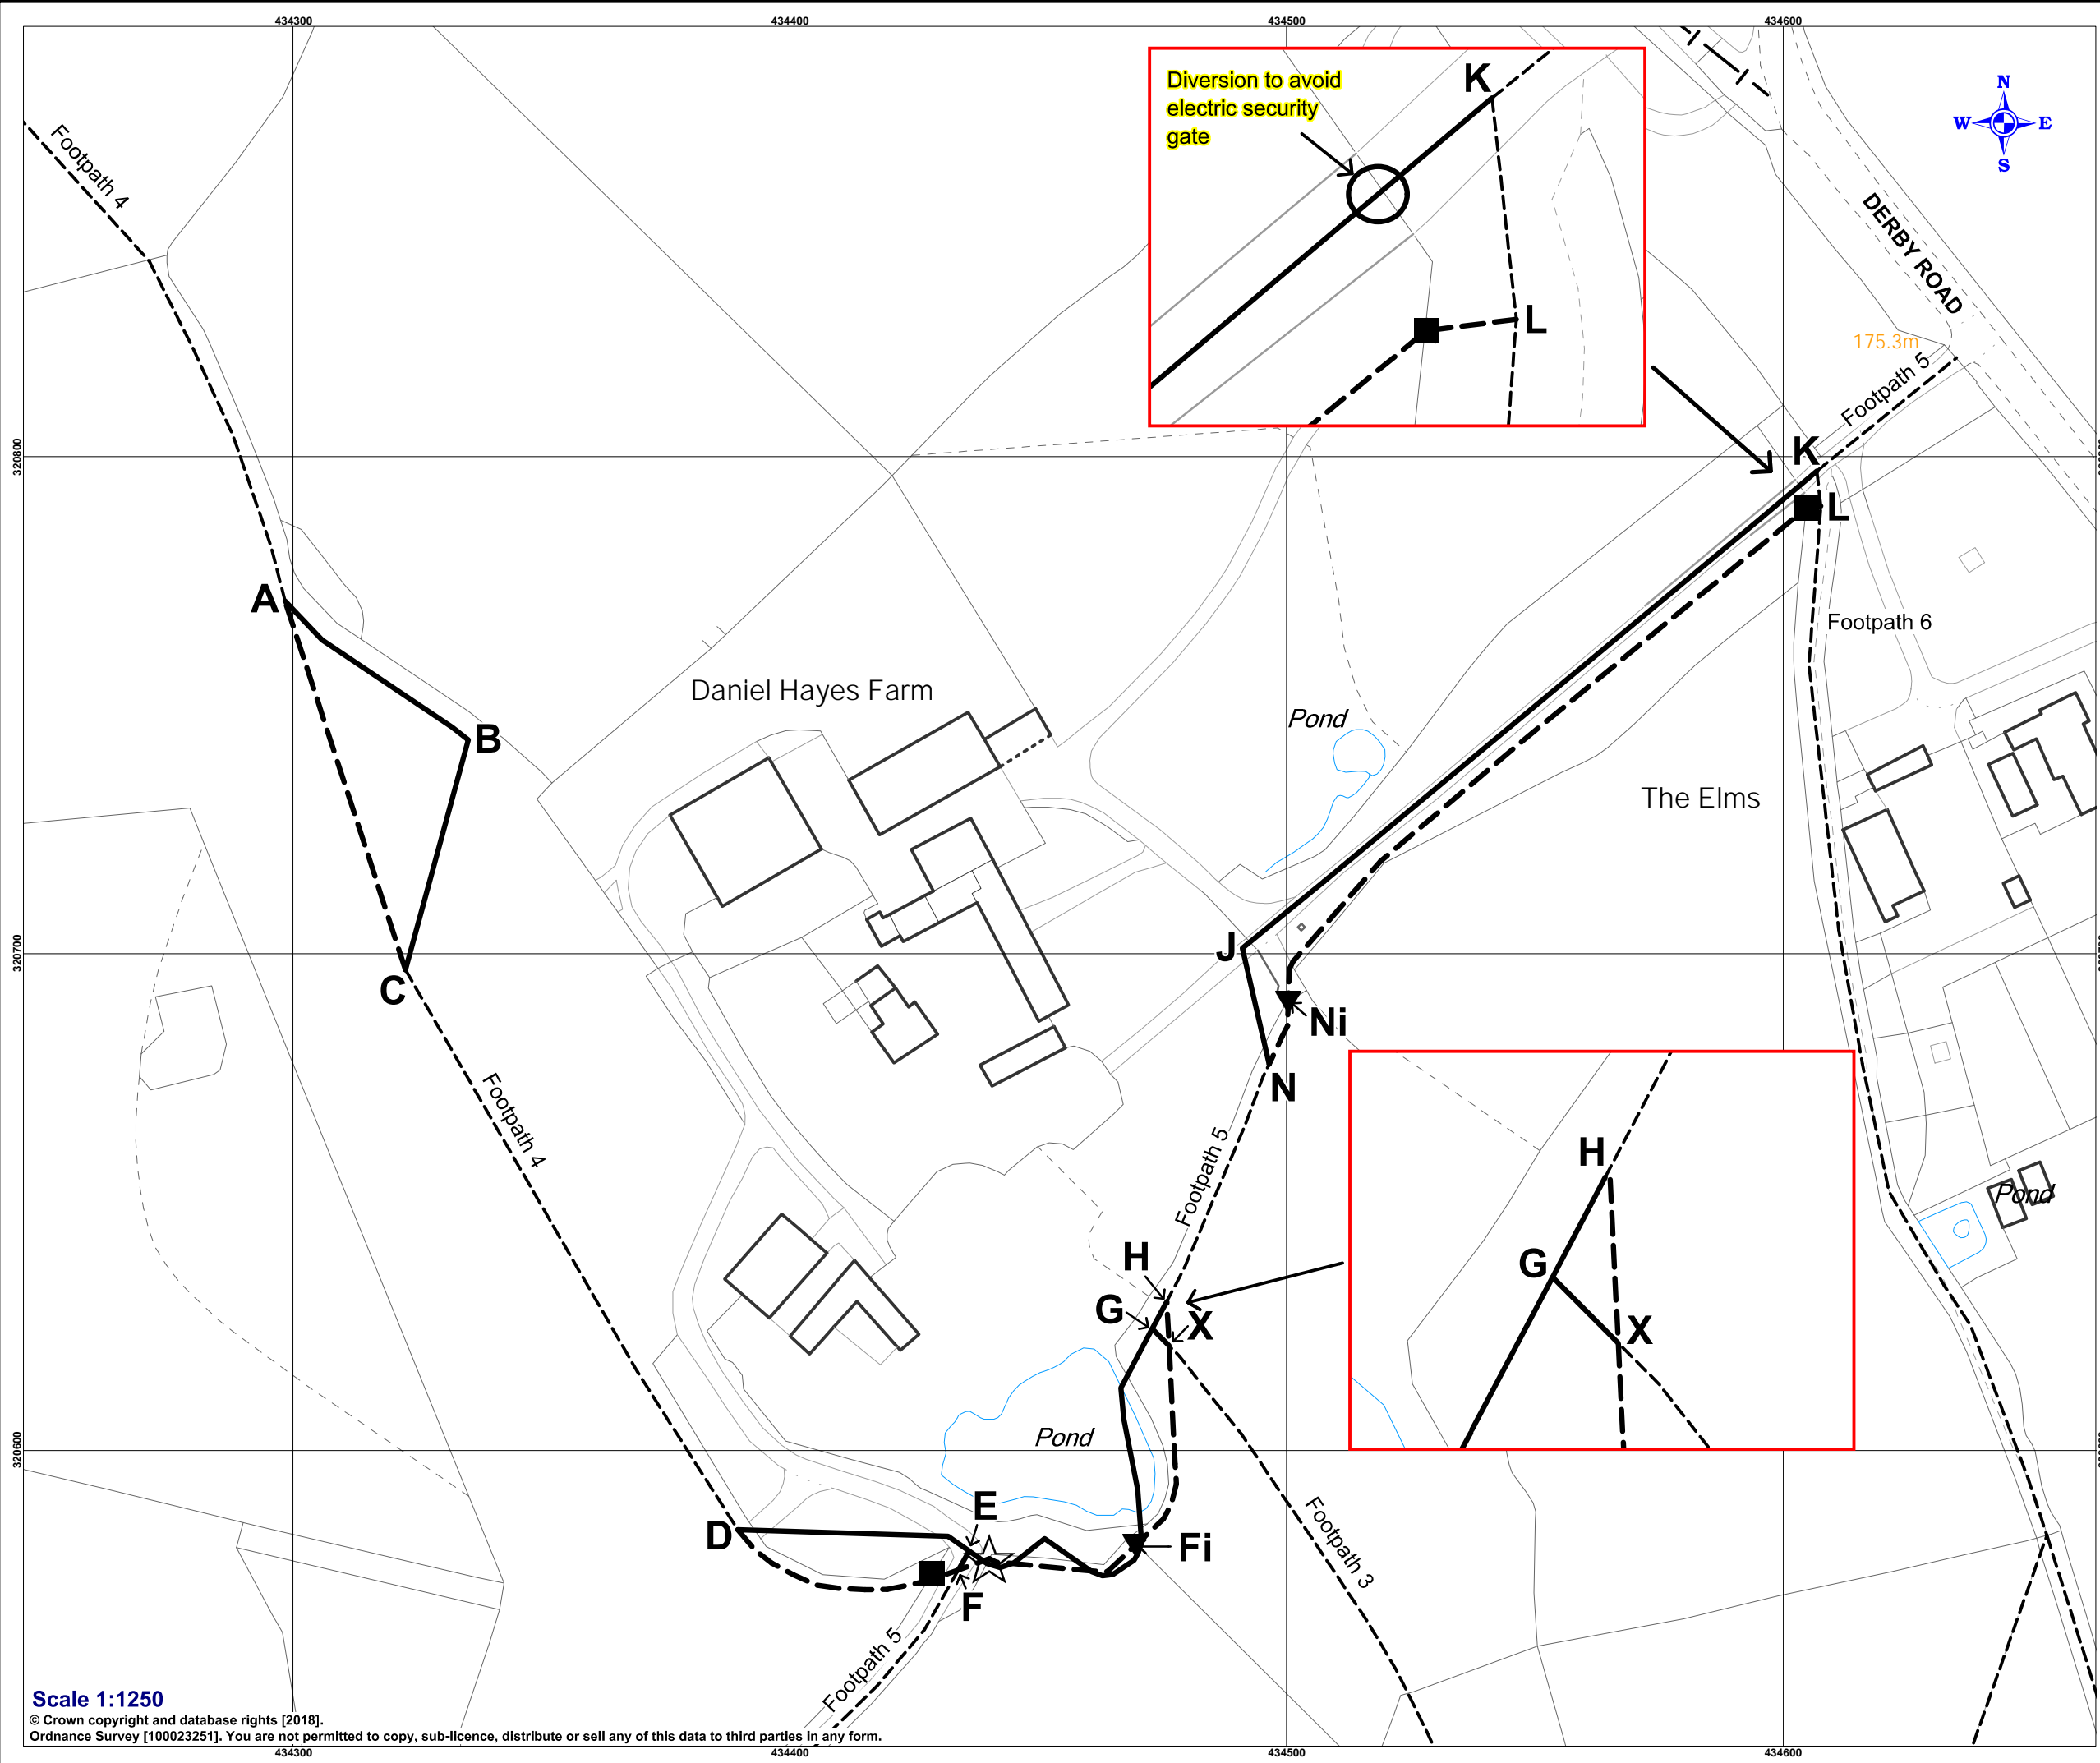 434300
434400
434500
434600
Diversion to avoid
electric security
gate
K
L
N
W
E
S
Footpath 4
DERBY ROAD
175.3m
Footpath 5
320800
K
L
A
Footpath 6
B
Daniel Hayes Farm
Pond
The Elms
320700
J
C
Ni
N
Footpath 4
Footpath 5
H
G
X
Pond
H
G
X
320600
Pond
D
E
Fi
F
Footpath 3
Footpath 5
Scale 1:1250
© Crown copyright and database rights [2018].
Ordnance Survey [100023251]. You are not permitted to copy, sub-licence, distribute or sell any of this data to third parties in any form.
434300
434400
434500
434600